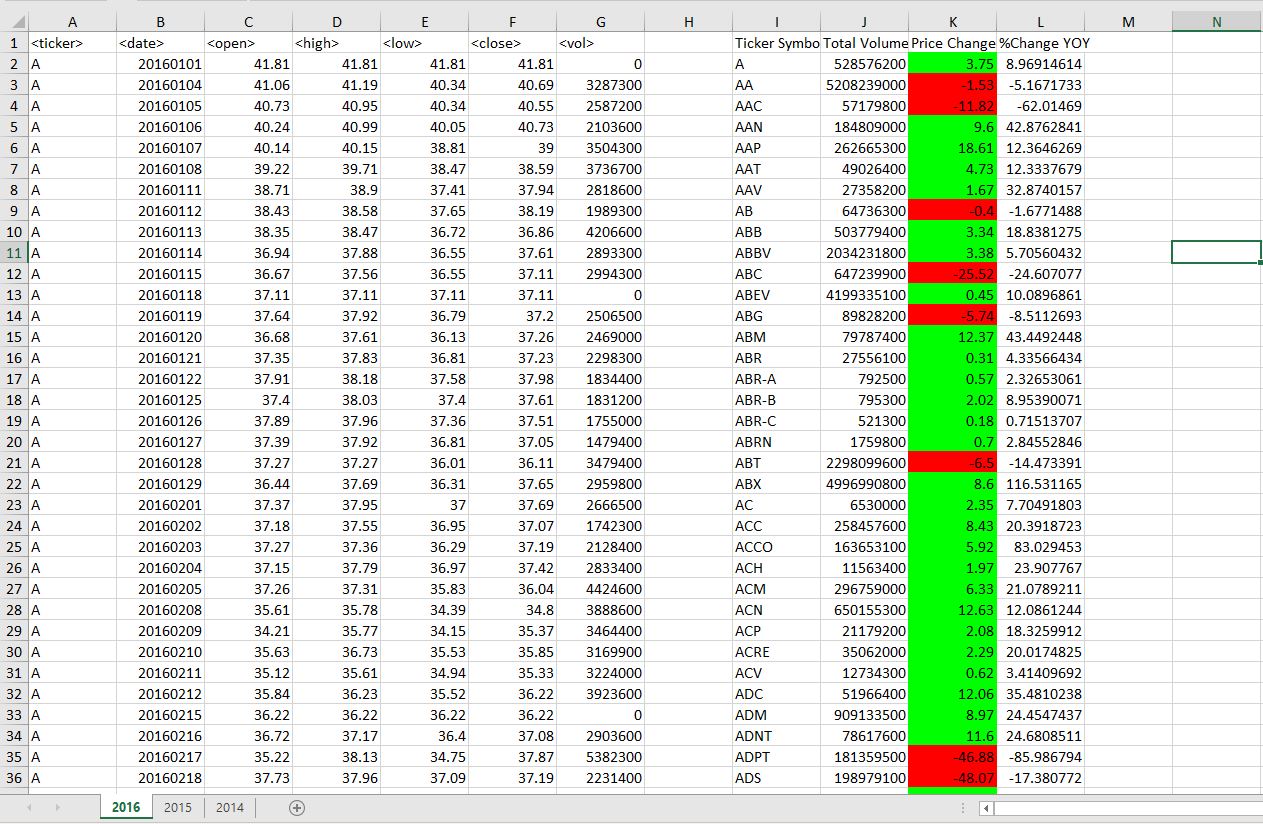 A B C D E F G H I J K L M N
1 <ticker> <date> <open> <high> <low> <close> <vol> Ticker Symbo Total Volume Price Change %Change YOY
2 A 20160101 41.81 41.81 41.81 41.81 0 A 528576200 3.75 8.96914614
3 A 20160104 41.06 41.19 40.34 40.69 3287300 AA 5208239000 -1.53 -5.1671733
4 A 20160105 40.73 40.95 40.34 40.55 2587200 AAC 57179800 -11.82 -62.01469
5 A 20160106 40.24 40.99 40.05 40.73 2103600 AAN 184809000 9.6 42.8762841
6 A 20160107 40.14 40.15 38.81 39 3504300 AAP 262665300 18.61 12.3646269
7 A 20160108 39.22 39.71 38.47 38.59 3736700 AAT 49026400 4.73 12.3337679
8 A 20160111 38.71 38.9 37.41 37.94 2818600 AAV 27358200 1.67 32.8740157
9 A 20160112 38.43 38.58 37.65 38.19 1989300 AB 64736300 -0.4 -1.6771488
10 A 20160113 38.35 38.47 36.72 36.86 4206600 ABB 503779400 3.34 18.8381275
11 A 20160114 36.94 37.88 36.55 37.61 2893300 ABBV 2034231800 3.38 5.70560432
12 A 20160115 36.67 37.56 36.55 37.11 2994300 ABC 647239900 -25.52 -24.607077
13 A 20160118 37.11 37.11 37.11 37.11 0 ABEV 4199335100 0.45 10.0896861
14 A 20160119 37.64 37.92 36.79 37.2 2506500 ABG 89828200 -5.74 -8.5112693
15 A 20160120 36.68 37.61 36.13 37.26 2469000 ABM 79787400 12.37 43.4492448
16 A 20160121 37.35 37.83 36.81 37.23 2298300 ABR 27556100 0.31 4.33566434
17 A 20160122 37.91 38.18 37.58 37.98 1834400 ABR-A 792500 0.57 2.32653061
18 A 20160125 37.4 38.03 37.4 37.61 1831200 ABR-B 795300 2.02 8.95390071
19 A 20160126 37.89 37.96 37.36 37.51 1755000 ABR-C 521300 0.18 0.71513707
20 A 20160127 37.39 37.92 36.81 37.05 1479400 ABRN 1759800 0.7 2.84552846
21 A 20160128 37.27 37.27 36.01 36.11 3479400 ABT 2298099600 -6.5 -14.473391
22 A 20160129 36.44 37.69 36.31 37.65 2959800 ABX 4996990800 8.6 116.531165
23 A 20160201 37.37 37.95 37 37.69 2666500 AC 6530000 2.35 7.70491803
24 A 20160202 37.18 37.55 36.95 37.07 1742300 ACC 258457600 8.43 20.3918723
25 A 20160203 37.27 37.36 36.29 37.19 2128400 ACCO 163653100 5.92 83.029453
26 A 20160204 37.15 37.79 36.97 37.42 2833400 ACH 11563400 1.97 23.907767
27 A 20160205 37.26 37.31 35.83 36.04 4424600 ACM 296759000 6.33 21.0789211
28 A 20160208 35.61 35.78 34.39 34.8 3888600 ACN 650155300 12.63 12.0861244
29 A 20160209 34.21 35.77 34.15 35.37 3464400 ACP 21179200 2.08 18.3259912
30 A 20160210 35.63 36.73 35.53 35.85 3169900 ACRE 35062000 2.29 20.0174825
31 A 20160211 35.12 35.61 34.94 35.33 3224000 ACV 12734300 0.62 3.41409692
32 A 20160212 35.84 36.23 35.52 36.22 3923600 ADC 51966400 12.06 35.4810238
33 A 20160215 36.22 36.22 36.22 36.22 0 ADM 909133500 8.97 24.4547437
34 A 20160216 36.72 37.17 36.4 37.08 2903600 ADNT 78617600 11.6 24.6808511
35 A 20160217 35.22 38.13 34.75 37.87 5382300 ADPT 181359500 -46.88 -85.986794
36 A 20160218 37.73 37.96 37.09 37.19 2231400 ADS 198979100 -48.07 -17.380772
2016 2015 2014